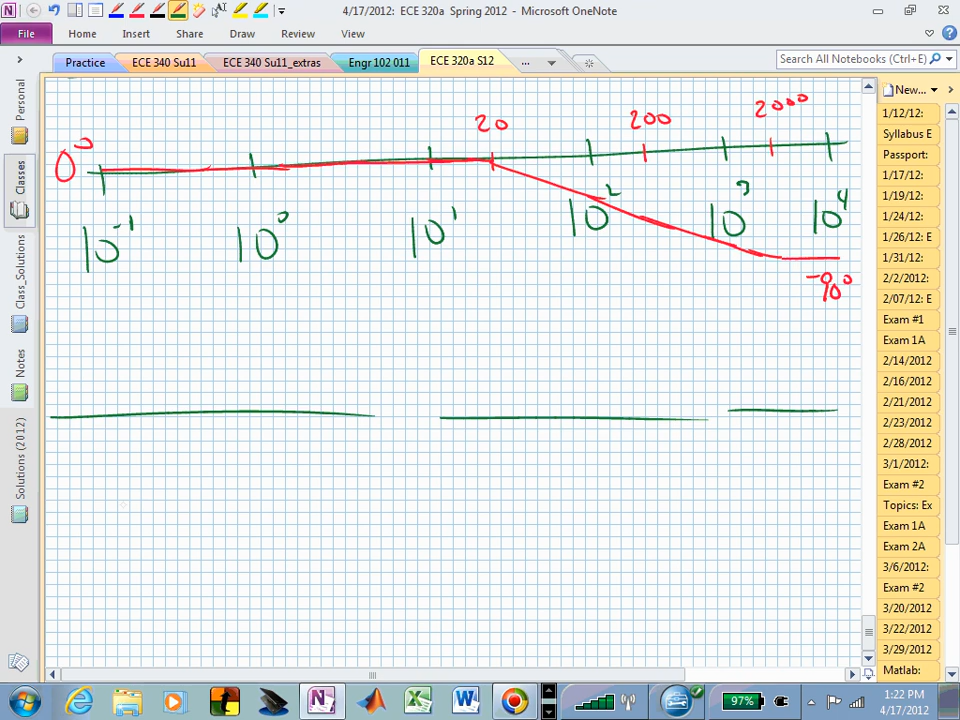 4/17/2012: ECE 320a Spring 2012 - Microsoft OneNote
File Home Insert Share Draw Review View
Practice ECE 340 Su11 ECE 340 Su11_extras Engr 102 011 ECE 320a S12 ... Search All Notebooks (Ctrl+E)
Personal
Classes
Class_Solutions
Notes
Solutions (2012)
New...
1/12/12:
Syllabus E
Passport:
1/17/12:
1/19/12:
1/24/12:
1/26/12: E
1/31/12:
2/2/2012:
2/07/12: E
Exam #1
Exam 1A
2/14/2012
2/16/2012
2/21/2012
2/23/2012
2/28/2012
3/1/2012:
Exam #2
Topics: Ex
Exam 1A
Exam 2A
3/6/2012:
Exam #2
3/20/2012
3/22/2012
3/29/2012
Matlab:
0° 20 200 2000
10⁻¹ 10⁰ 10¹ 10² 10³ 10⁴
-90°
97% 1:22 PM
4/17/2012